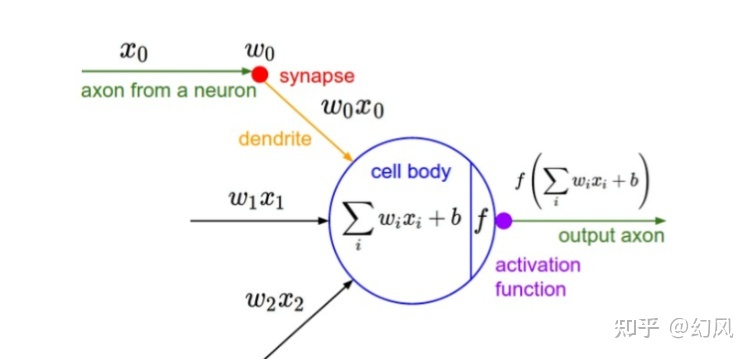 x₀ w₀
synapse
axon from a neuron
w₀x₀
dendrite
cell body
f(∑ᵢ wᵢxᵢ + b)
w₁x₁
∑ᵢ wᵢxᵢ + b f
output axon
activation
function
w₂x₂
知乎 @幻风